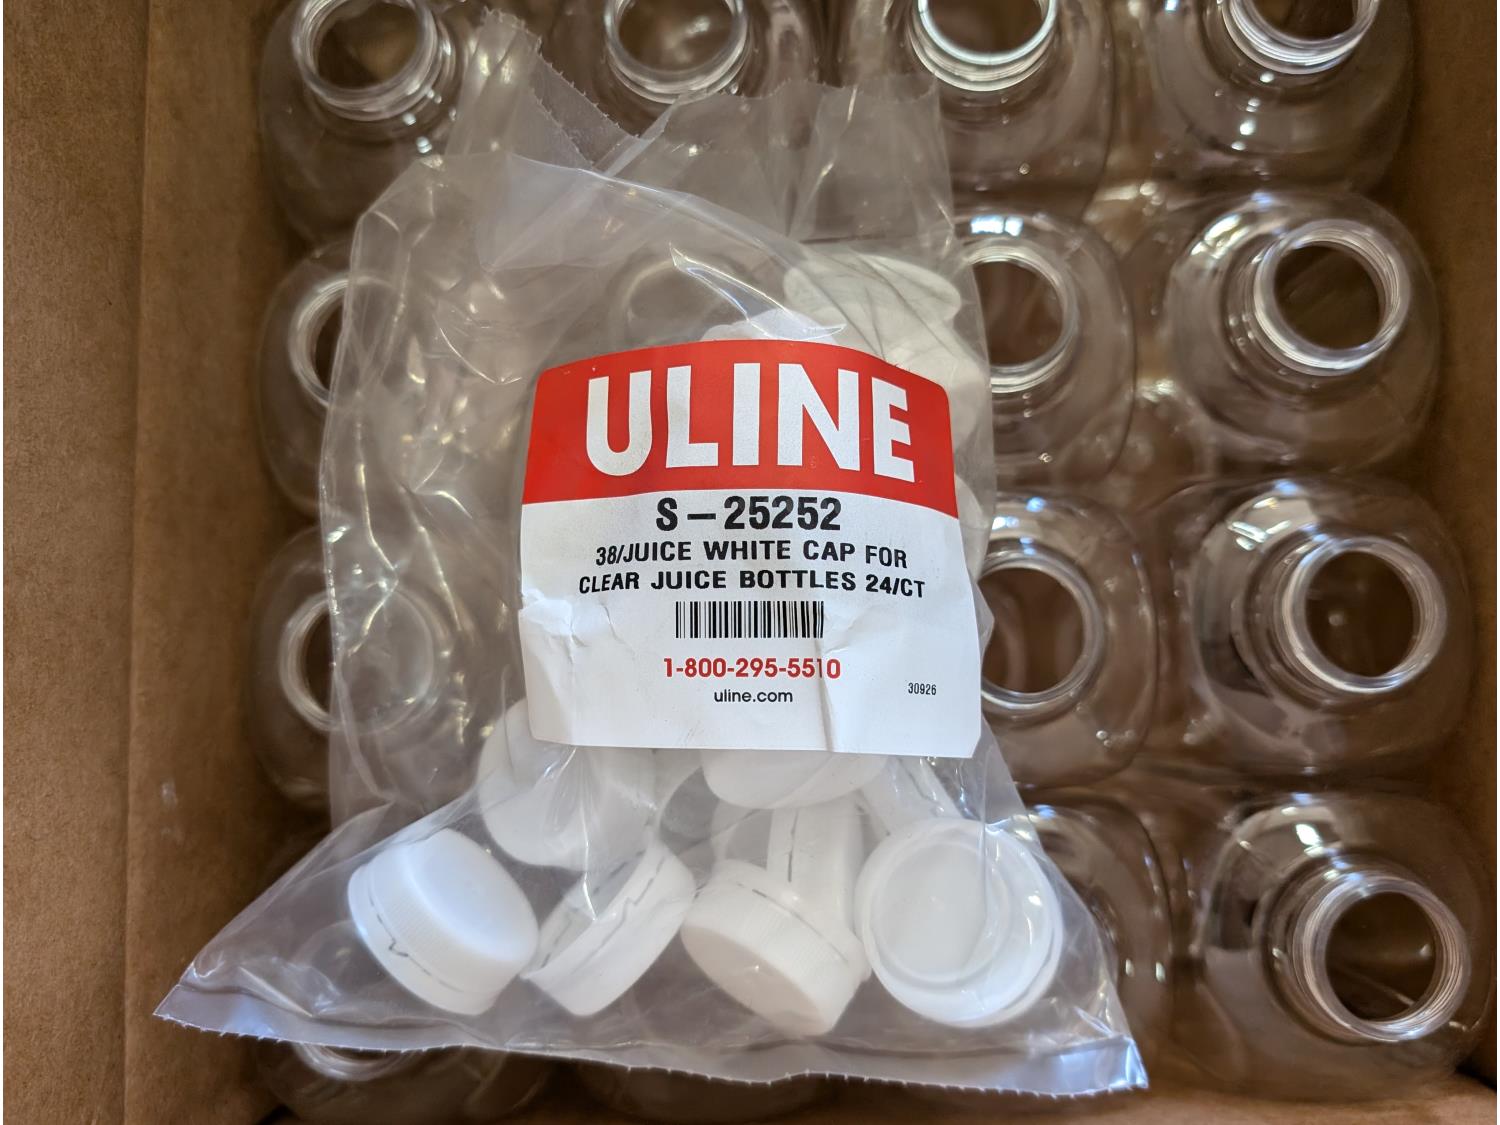 ULINE
S-25252
38/JUICE WHITE CAP FOR
CLEAR JUICE BOTTLES 24/CT
1-800-295-5510
uline.com
30926